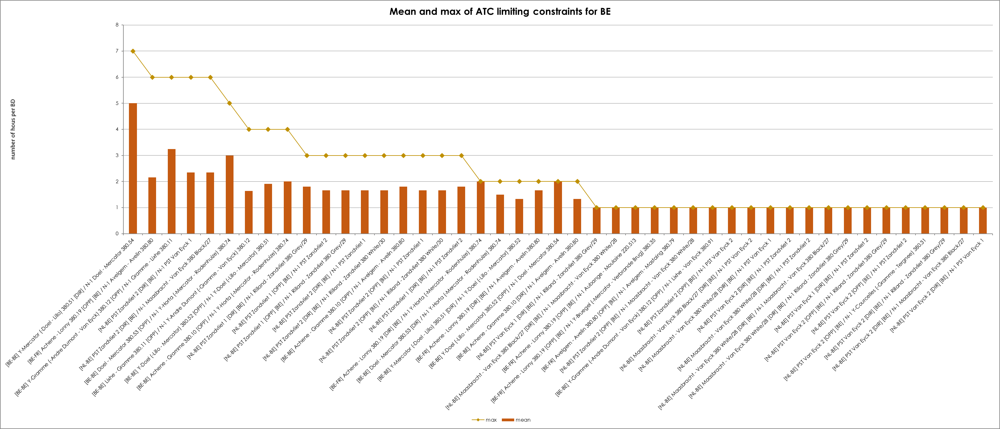 Mean and max of ATC limiting constraints for BE
number of hous per BD
8
7
6
5
4
3
2
1
0
[BE-BE] Y-Mercator (-Doel - Lillo) 380.51 [DIR] / N-1 Doel - Mercator 380.54
[BE-FR] Achene - Lonny 380.19 [OPP] [BE] / N-1 Avelgem - Avelin 380.80
[BE-BE] Y-Gramme (-Andre Dumont - Van Eyck) 380.12 [OPP] / N-1 Gramme - Lixhe 380.11
[NL-BE] PST Zandvliet 2 [DIR] [BE] / N-1 PST Van Eyck 1
[NL-BE] PST Zandvliet 2 [DIR] [BE] / N-1 Maasbracht - Van Eyck 380 Black/27
[BE-BE] Doel - Mercator 380.53 [OPP] / N-1 Y-Horta (-Mercator - Rodenhuize) 380.74
[BE-BE] Lixhe - Gramme 380.11 [OPP] / N-1 Y-Andre Dumont (-Gramme - Van Eyck) 380.12
[BE-BE] Y-Doel (-Lillo - Mercator) 380.52 [OPP] / N-1 Y-Doel (-Lillo - Mercator) 380.51
[BE-BE] Achene - Gramme 380.10 [OPP] / N-1 Y-Horta (-Mercator - Rodenhuize) 380.74
[NL-BE] PST Zandvliet 1 [DIR] [BE] / N-1 Rilland - Zandvliet 380 Grey/29
[NL-BE] PST Zandvliet 1 [OPP] [BE] / N-1 PST Zandvliet 2
[NL-BE] PST Zandvliet 1 [OPP] [BE] / N-1 Rilland - Zandvliet 380 Grey/29
[NL-BE] PST Zandvliet 2 [DIR] [BE] / N-1 PST Zandvliet 1
[NL-BE] PST Zandvliet 2 [DIR] [BE] / N-1 Rilland - Zandvliet 380 White/30
[BE-BE] Achene - Gramme 380.10 [OPP] / N-1 Avelgem - Avelin 380.80
[NL-BE] PST Zandvliet 2 [OPP] [BE] / N-1 PST Zandvliet 1
[NL-BE] PST Zandvliet 2 [OPP] [BE] / N-1 Rilland - Zandvliet 380 White/30
[NL-BE] PST Zandvliet 1 [DIR] [BE] / N-1 PST Zandvliet 2
[BE-FR] Achene - Lonny 380.19 [DIR] [BE] / N-1 Y-Horta (-Mercator - Rodenhuize) 380.74
[BE-BE] Doel - Mercator 380.53 [DIR] / N-1 Y-Horta (-Mercator - Rodenhuize) 380.74
[BE-BE] Y-Mercator (-Doel - Lillo) 380.51 [DIR] / N-1 Y-Doel (-Lillo - Mercator) 380.52
[BE-FR] Achene - Lonny 380.19 [DIR] [BE] / N-1 Avelgem - Avelin 380.80
[BE-BE] Y-Doel (-Lillo - Mercator) 380.52 [OPP] / N-1 Doel - Mercator 380.54
[BE-BE] Achene - Gramme 380.10 [DIR] / N-1 Avelgem - Avelin 380.80
[NL-BE] PST Van Eyck 1 [DIR] [BE] / N-1 Rilland - Zandvliet 380 Grey/29
[NL-BE] Maasbracht - Van Eyck 380 Black/27 [DIR] [BE] / N-1 Maasbracht - Van Eyck 380 White/28
[BE-FR] Achene - Lonny 380.19 [OPP] [BE] / N-1 Aubange - Moulaine 220.513
[BE-FR] Achene - Lonny 380.19 [OPP] [BE] / N-1 Y-Bruegel (-Mercator - Verbrande Brug) 380.35
[BE-FR] Avelgem - Avelin 380.80 [OPP] [BE] / N-1 Avelgem - Mastaing 380.79
[NL-BE] PST Zandvliet 2 [OPP] [BE] / N-1 Maasbracht - Van Eyck 380 White/28
[BE-BE] Y-Gramme (-Andre Dumont - Van Eyck) 380.12 [OPP] / N-1 Lixhe - Van Eyck 380.91
[NL-BE] PST Zandvliet 2 [OPP] [BE] / N-1 PST Van Eyck 2
[NL-BE] Maasbracht - Van Eyck 380 Black/27 [DIR] [BE] / N-1 PST Van Eyck 2
[NL-BE] Maasbracht - Van Eyck 380 White/28 [DIR] [BE] / N-1 PST Van Eyck 1
[NL-BE] PST Van Eyck 2 [DIR] [BE] / N-1 PST Zandvliet 2
[NL-BE] Maasbracht - Van Eyck 380 White/28 [DIR] [BE] / N-1 PST Zandvliet 2
[NL-BE] Maasbracht - Van Eyck 380 White/28 [DIR] [BE] / N-1 Maasbracht - Van Eyck 380 Black/27
[NL-BE] Maasbracht - Van Eyck 380 White/28 [DIR] [BE] / N-1 Rilland - Zandvliet 380 Grey/29
[NL-BE] PST Van Eyck 1 [DIR] [BE] / N-1 PST Zandvliet 2
[NL-BE] PST Van Eyck 2 [OPP] [BE] / N-1 Rilland - Zandvliet 380 Grey/29
[NL-BE] PST Van Eyck 2 [OPP] [BE] / N-1 PST Zandvliet 2
[NL-BE] PST Van Eyck 2 [OPP] [BE] / N-1 Y-Courcelles (-Gramme - Tergnee) 380.31
[NL-BE] PST Van Eyck 2 [DIR] [BE] / N-1 Rilland - Zandvliet 380 Grey/29
[NL-BE] PST Van Eyck 2 [DIR] [BE] / N-1 Maasbracht - Van Eyck 380 Black/27
[NL-BE] PST Van Eyck 2 [DIR] [BE] / N-1 PST Van Eyck 1
max
mean